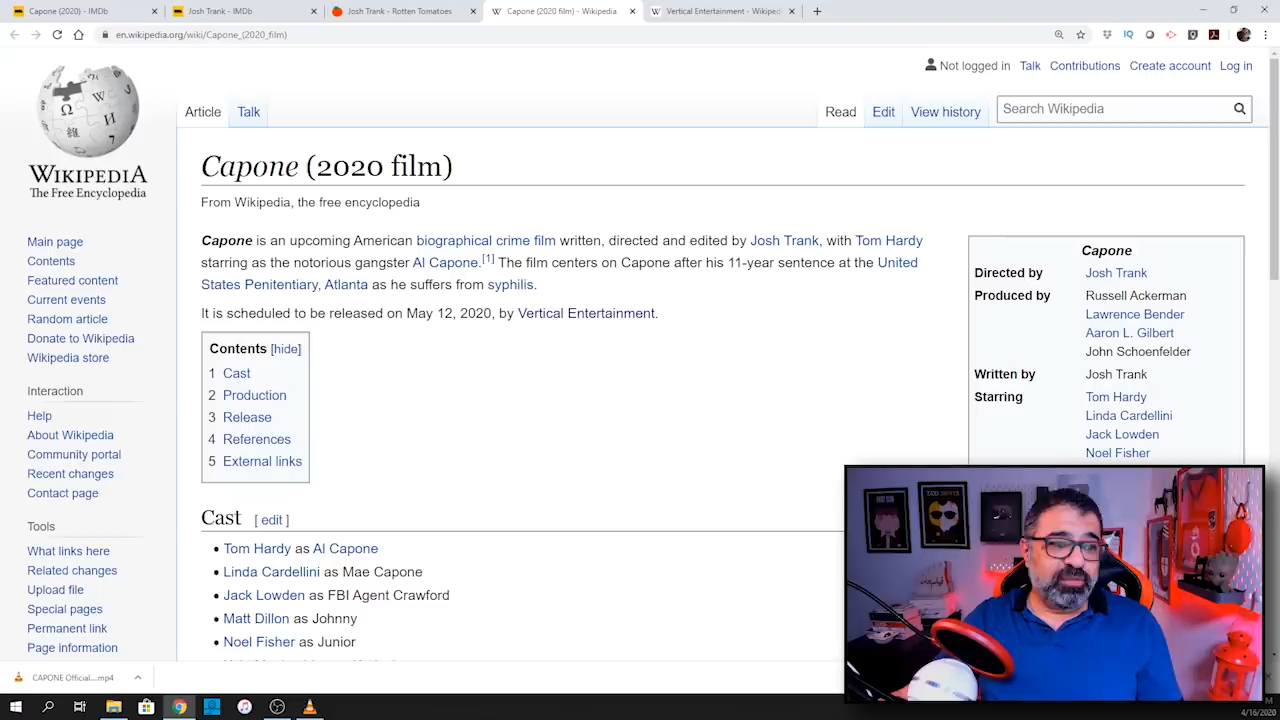 Capone (2020) - IMDb
Josh Trank - IMDb
Josh Trank - Rotten Tomatoes
Capone (2020 film) - Wikipedia
Vertical Entertainment - Wikiped
en.wikipedia.org/wiki/Capone_(2020_film)
Not logged in Talk Contributions Create account Log in
Article Talk Read Edit View history Search Wikipedia
WIKIPEDIA
The Free Encyclopedia
Capone (2020 film)
From Wikipedia, the free encyclopedia
Main page
Contents
Featured content
Current events
Random article
Donate to Wikipedia
Wikipedia store
Interaction
Help
About Wikipedia
Community portal
Recent changes
Contact page
Tools
What links here
Related changes
Upload file
Special pages
Permanent link
Page information
Capone is an upcoming American biographical crime film written, directed and edited by Josh Trank, with Tom Hardy
starring as the notorious gangster Al Capone.[1] The film centers on Capone after his 11-year sentence at the United
States Penitentiary, Atlanta as he suffers from syphilis.
It is scheduled to be released on May 12, 2020, by Vertical Entertainment.
Contents [hide]
1 Cast
2 Production
3 Release
4 References
5 External links
Cast [ edit ]
Tom Hardy as Al Capone
Linda Cardellini as Mae Capone
Jack Lowden as FBI Agent Crawford
Matt Dillon as Johnny
Noel Fisher as Junior
Capone
Directed by Josh Trank
Produced by Russell Ackerman
Lawrence Bender
Aaron L. Gilbert
John Schoenfelder
Written by Josh Trank
Starring Tom Hardy
Linda Cardellini
Jack Lowden
Noel Fisher
CAPONE Official....mp4
4/16/2020